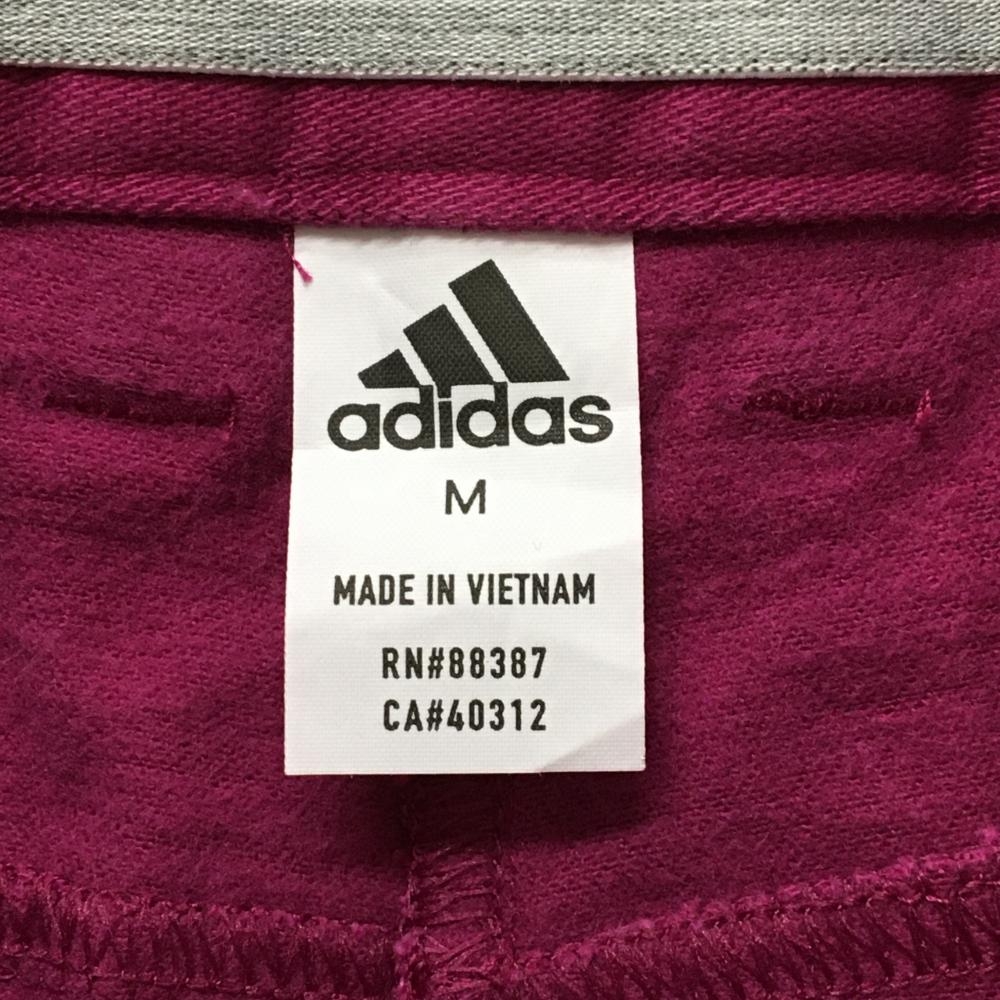 adidas
M
MADE IN VIETNAM
RN#88387
CA#40312